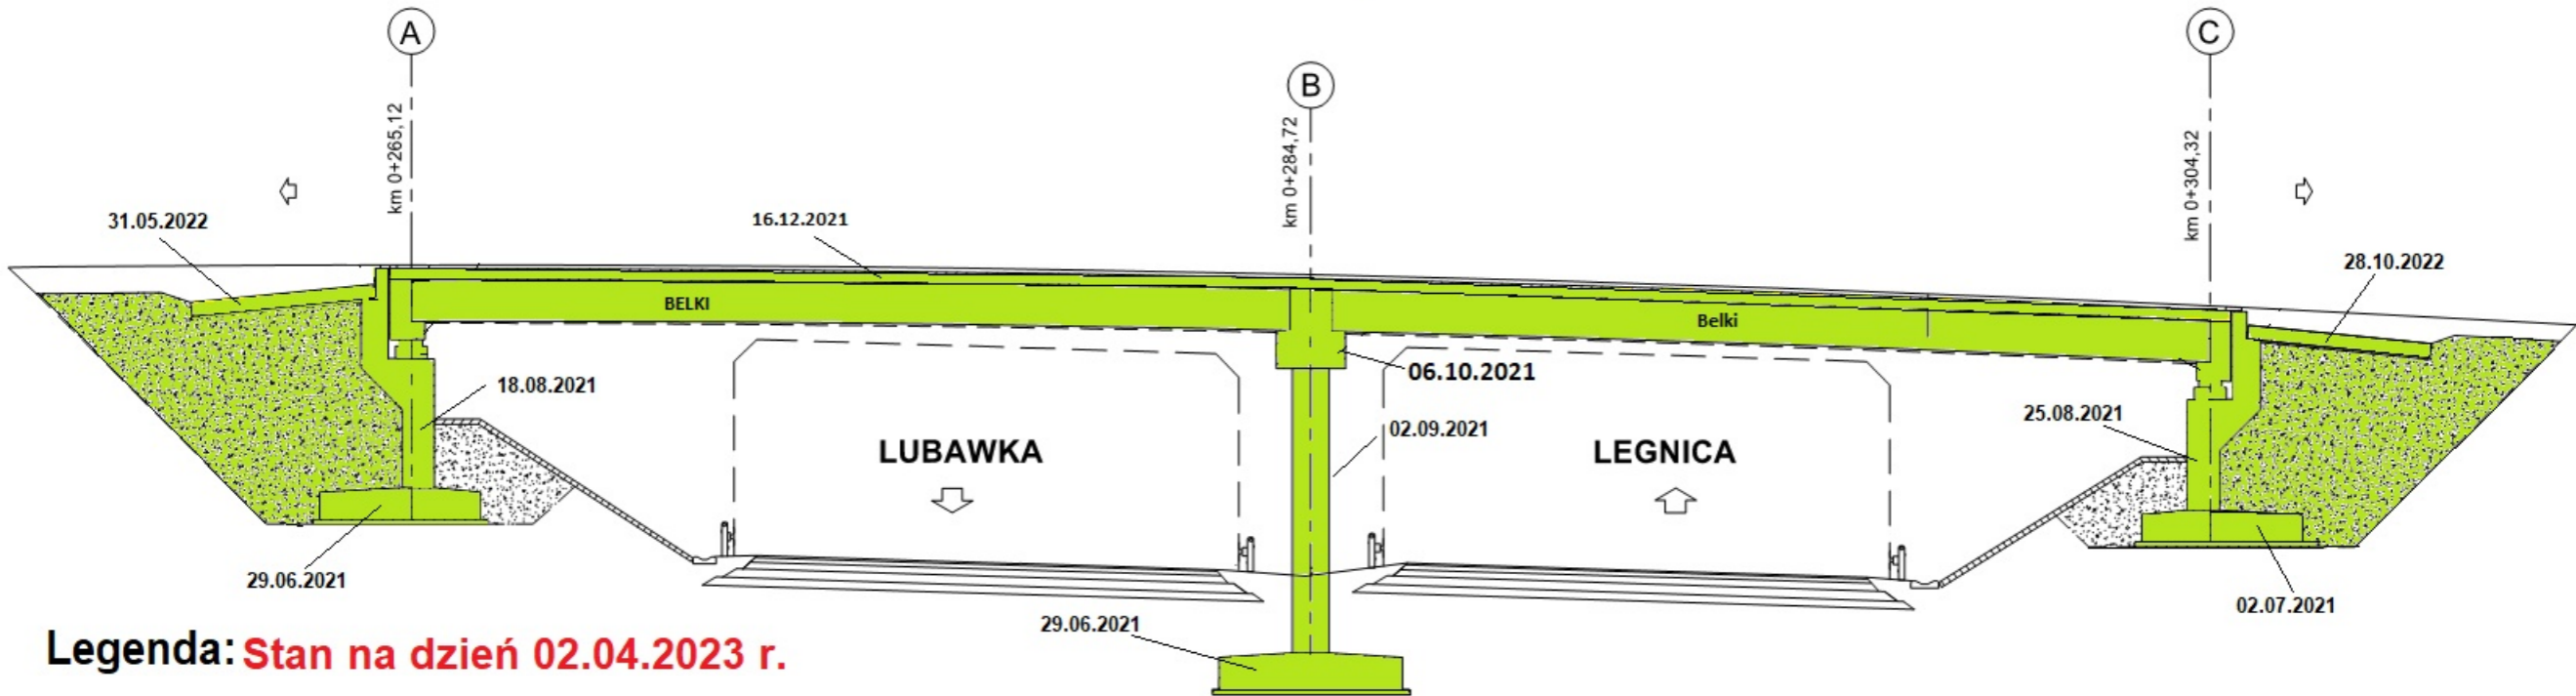 A
B
C
km 0+265,12
km 0+284,72
km 0+304,32
31.05.2022
16.12.2021
28.10.2022
BELKI
Belki
18.08.2021
06.10.2021
25.08.2021
02.09.2021
LUBAWKA
LEGNICA
29.06.2021
02.07.2021
29.06.2021
Legenda: Stan na dzień 02.04.2023 r.